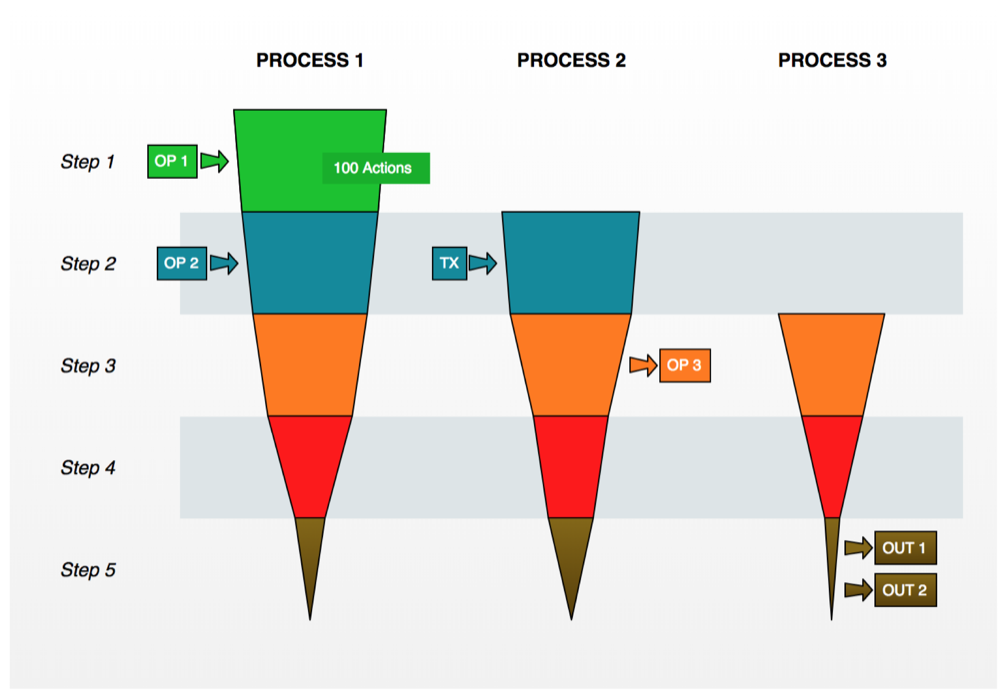 PROCESS 1 PROCESS 2 PROCESS 3
Step 1 OP 1 100 Actions
Step 2 OP 2 TX
Step 3 OP 3
Step 4
Step 5 OUT 1
OUT 2